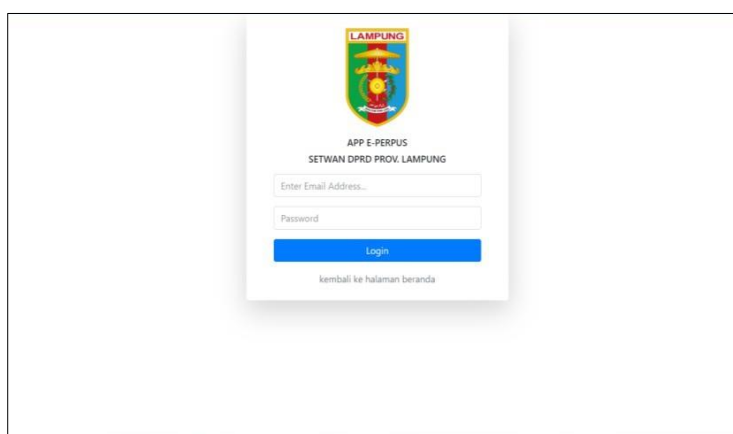 LAMPUNG
APP E-PERPUS
SETWAN DPRD PROV. LAMPUNG
Enter Email Address...
Password
Login
kembali ke halaman beranda